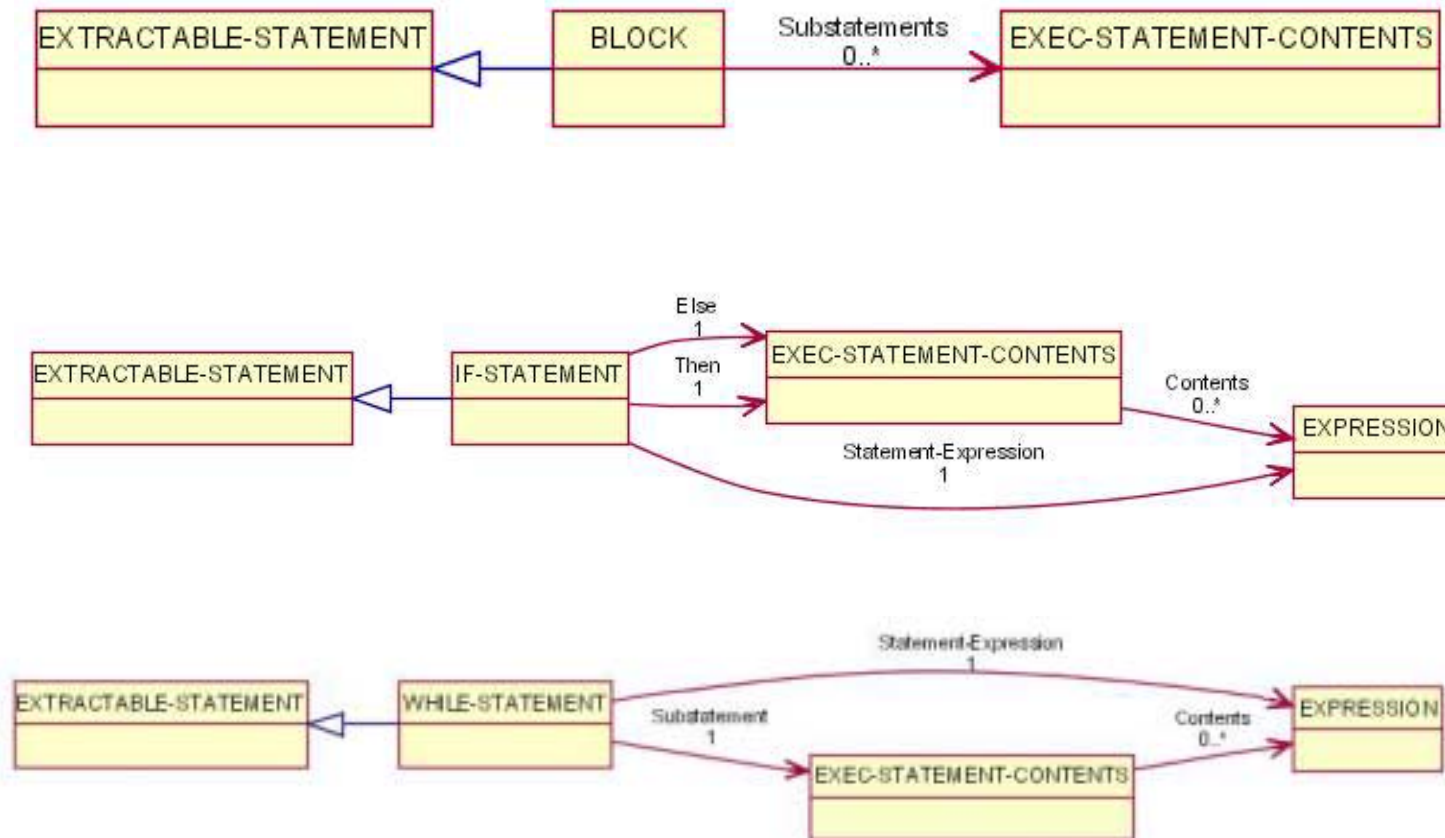 EXTRACTABLE-STATEMENT
BLOCK
Substatements
0..*
EXEC-STATEMENT-CONTENTS
EXTRACTABLE-STATEMENT
IF-STATEMENT
Else
1
Then
1
EXEC-STATEMENT-CONTENTS
Contents
0..*
Statement-Expression
1
EXPRESSION
EXTRACTABLE-STATEMENT
WHILE-STATEMENT
Statement-Expression
1
Substatement
1
EXEC-STATEMENT-CONTENTS
Contents
0..*
EXPRESSION